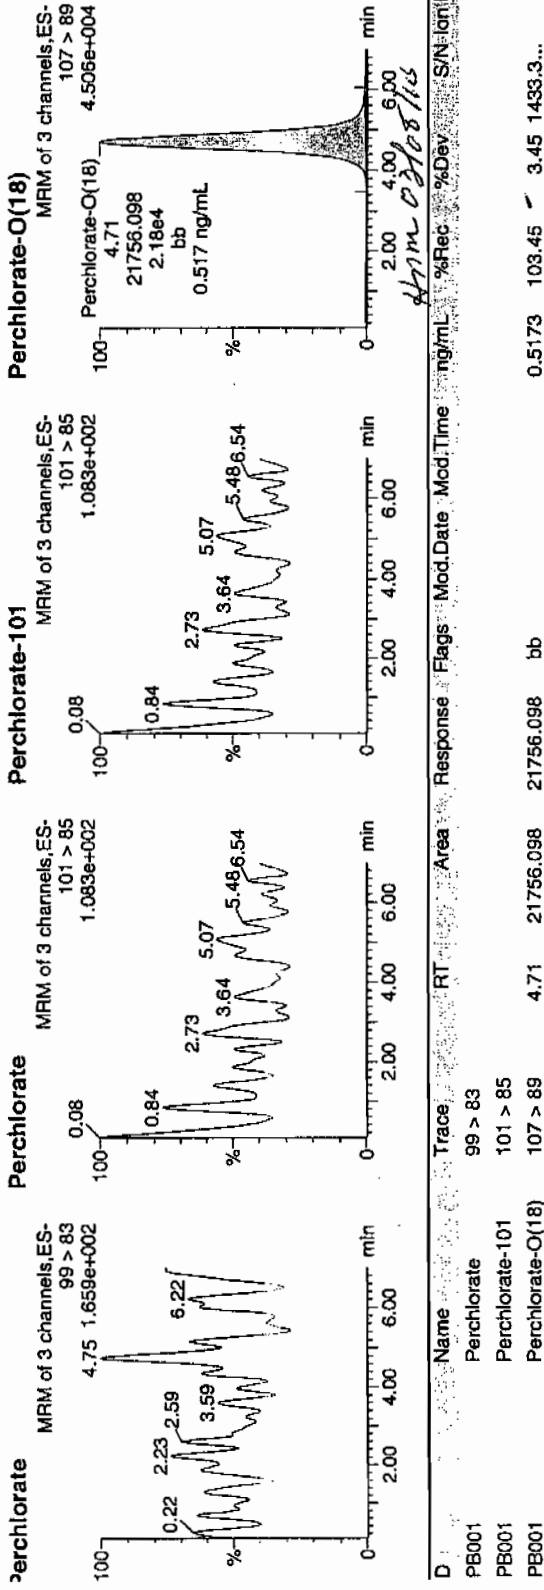 Perchlorate
MRM of 3 channels,ES-
99 > 83
4.75 1.659e+002
100
%
0
0.22
2.23
2.59
3.59
6.22
2.00 4.00 6.00 min
Perchlorate
MRM of 3 channels,ES-
101 > 85
1.083e+002
100
%
0
0.08
0.84
2.73
3.64
5.07
5.48 6.54
2.00 4.00 6.00 min
Perchlorate-101
MRM of 3 channels,ES-
101 > 85
1.083e+002
100
%
0
0.08
0.84
2.73
3.64
5.07
5.48 6.54
2.00 4.00 6.00 min
Perchlorate-O(18)
MRM of 3 channels,ES-
107 > 89
4.506e+004
100
%
0
Perchlorate-O(18)
4.71
21756.098
2.18e4
bb
0.517 ng/mL
2.00 4.00 6.00 min
D Name Trace RT Area Response Flags Mod.Date Mod.Time ng/mL %Rec %Dev S/N Ion
PB001 Perchlorate 99 > 83
PB001 Perchlorate-101 101 > 85
PB001 Perchlorate-O(18) 107 > 89 4.71 21756.098 21756.098 bb 0.5173 103.45 3.45 1433.3...